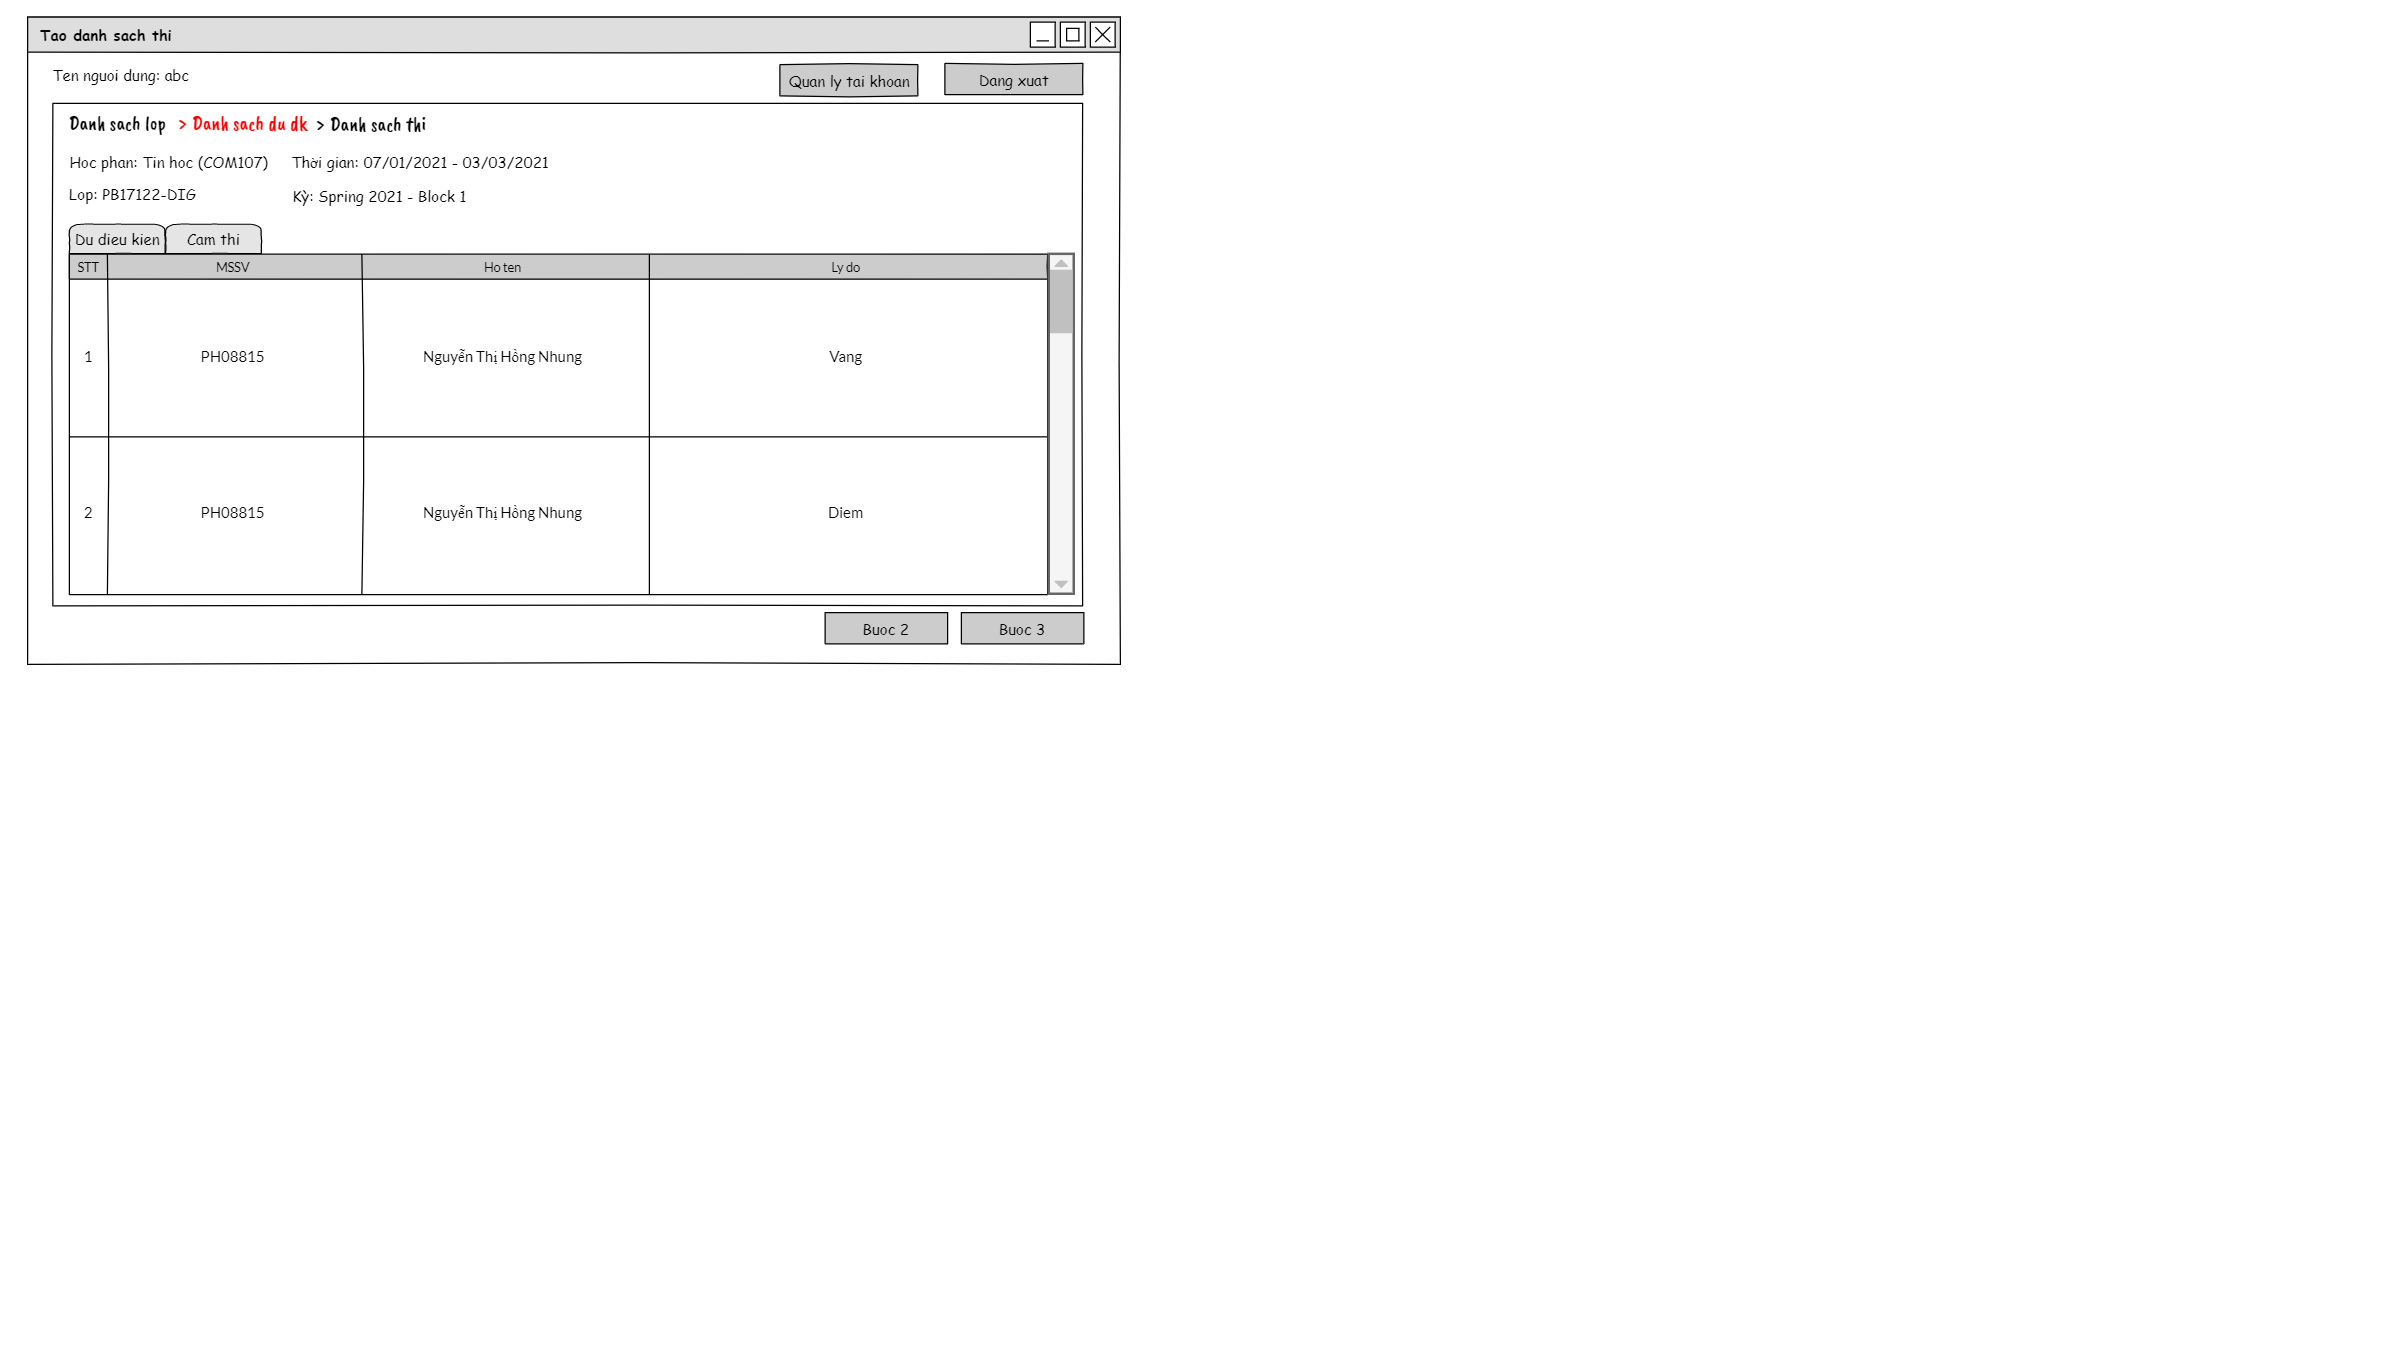 Tao danh sach thi
Ten nguoi dung: abc
Quan ly tai khoan
Dang xuat
Danh sach lop > Danh sach du dk > Danh sach thi
Hoc phan: Tin hoc (COM107) Thời gian: 07/01/2021 - 03/03/2021
Lop: PB17122-DIG Kỳ: Spring 2021 - Block 1
Du dieu kien Cam thi
STT MSSV Ho ten Ly do
1 PH08815 Nguyễn Thị Hồng Nhung Vang
2 PH08815 Nguyễn Thị Hồng Nhung Diem
Buoc 2 Buoc 3